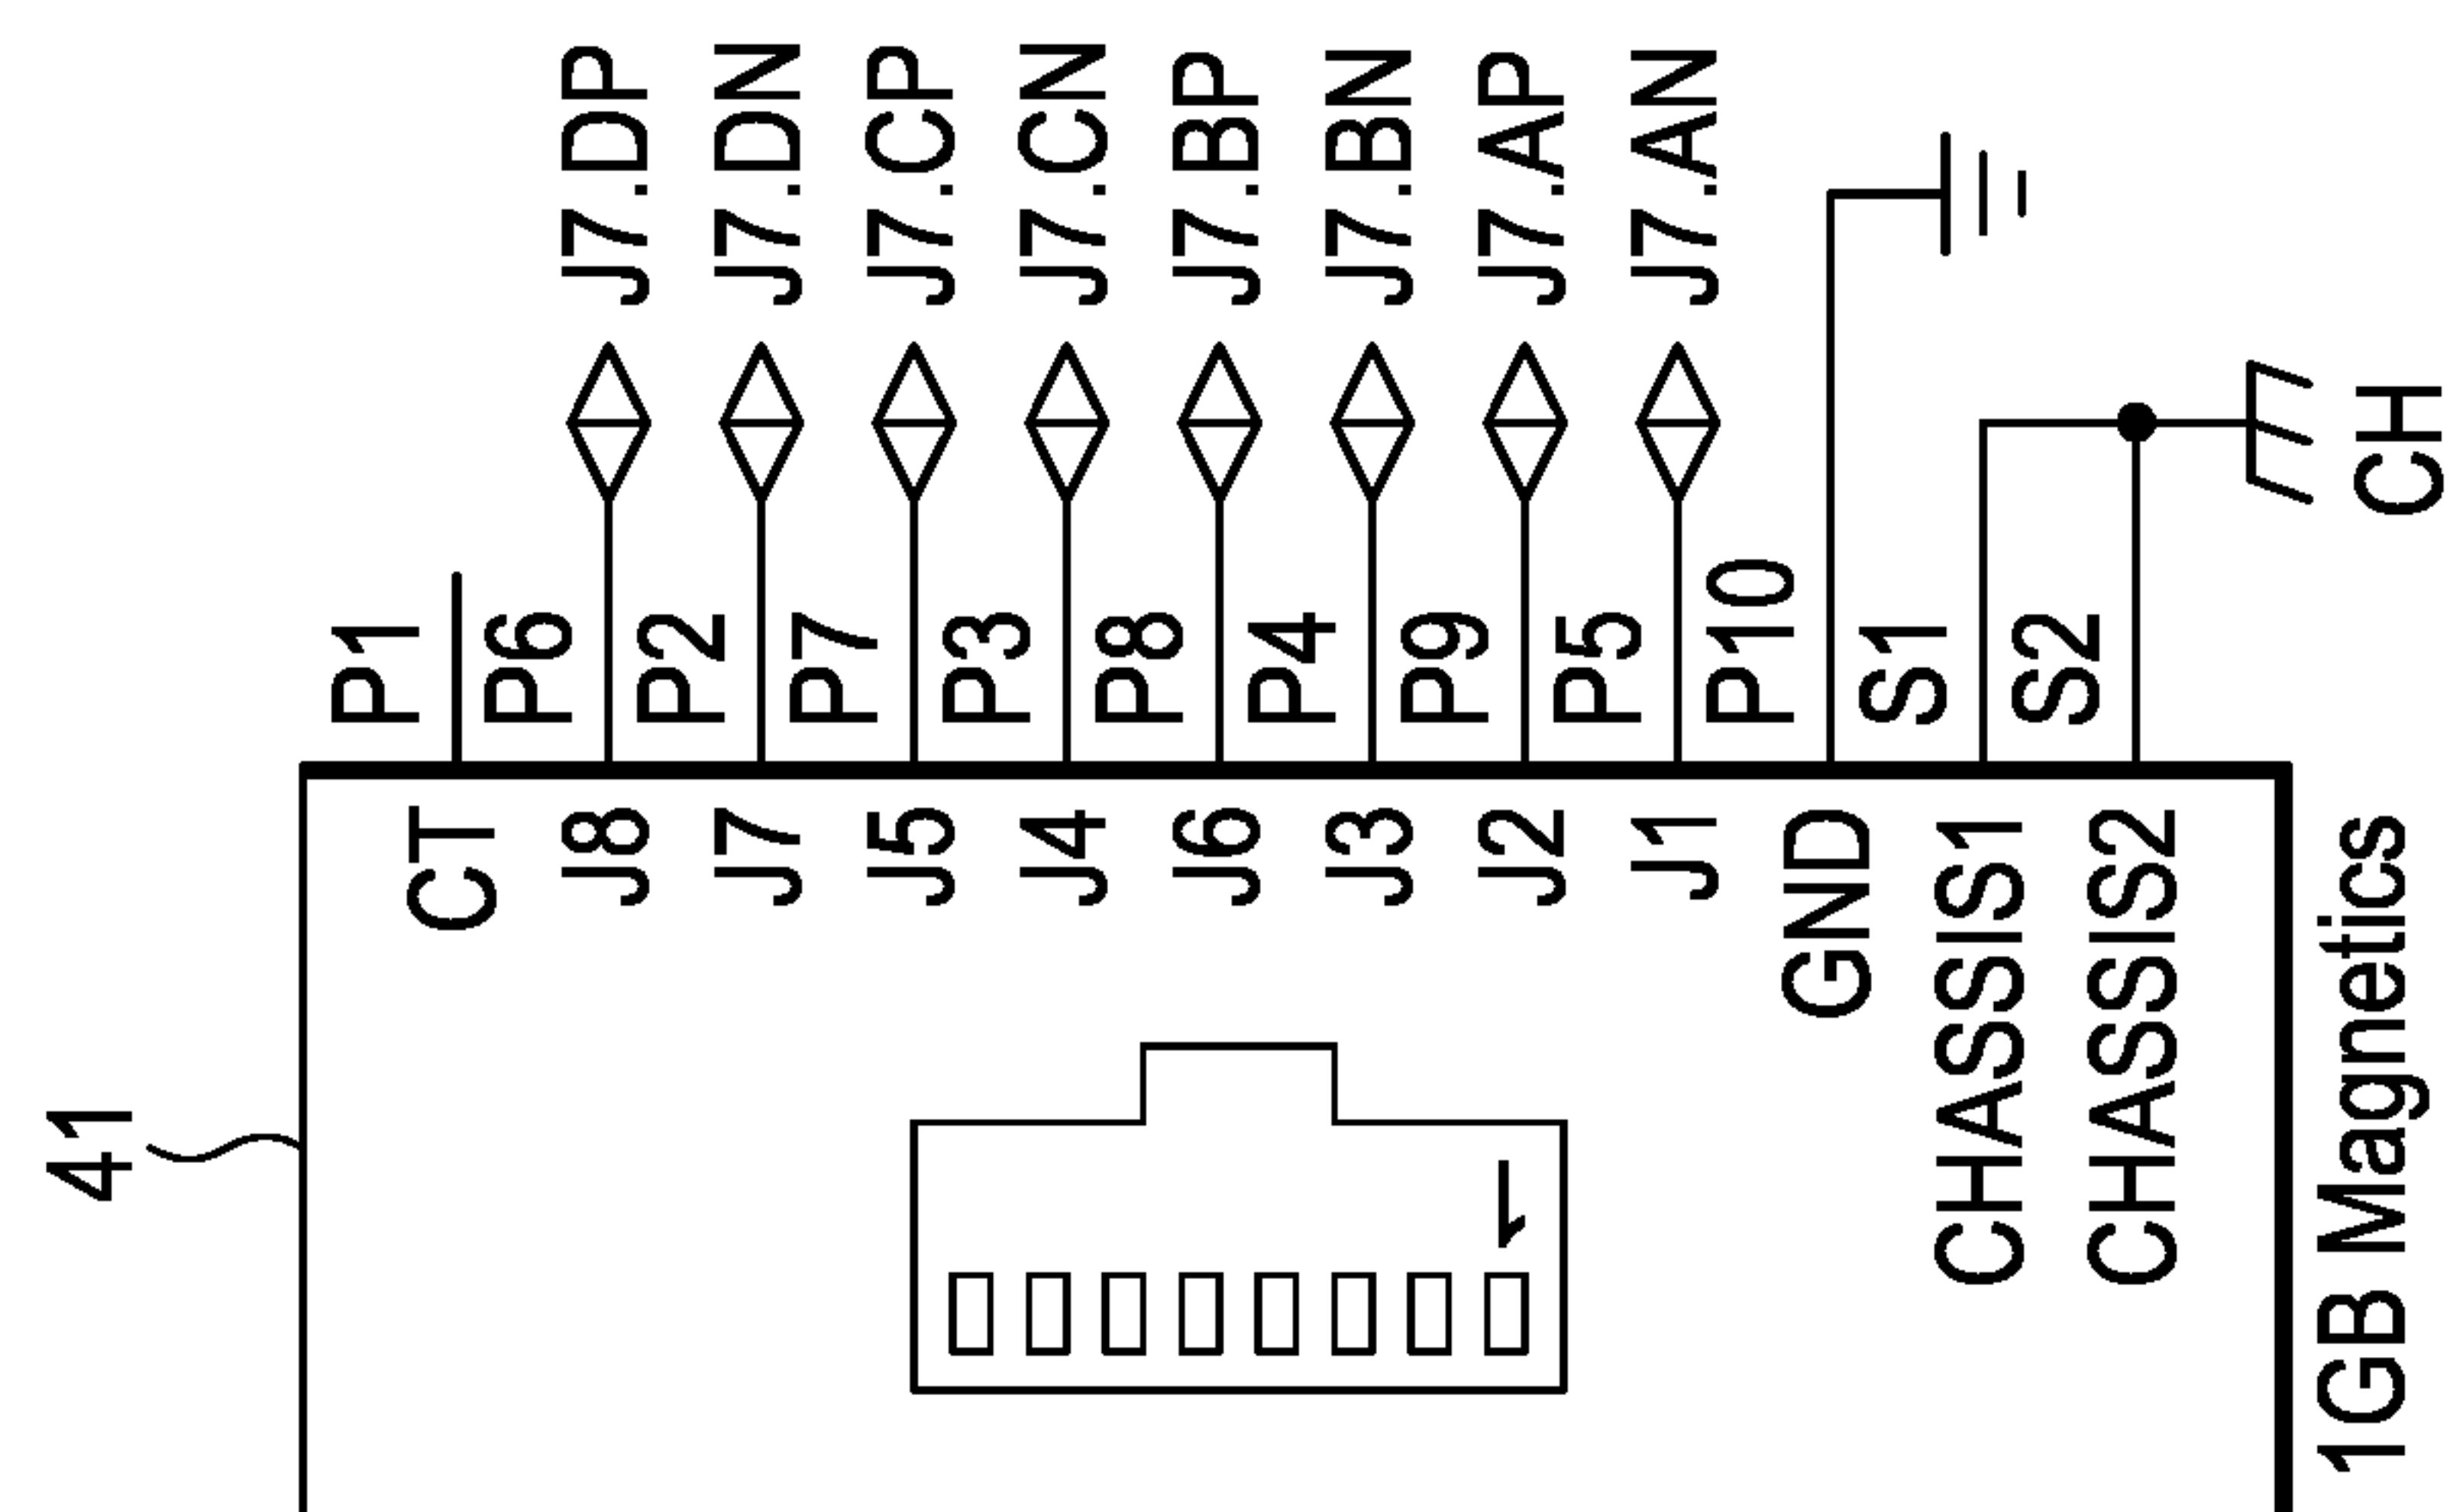 41
P1
CT
P6
J8 J7.DP
P2
J7 J7.DN
P7
J5 J7.CP
P3
J4 J7.CN
P8
J6 J7.BP
P4
J3 J7.BN
P9
1 J2 J7.AP
P5
J1 J7.AN
P10
GND
S1
CHASSIS1
S2
CHASSIS2
1GB Magnetics
CH